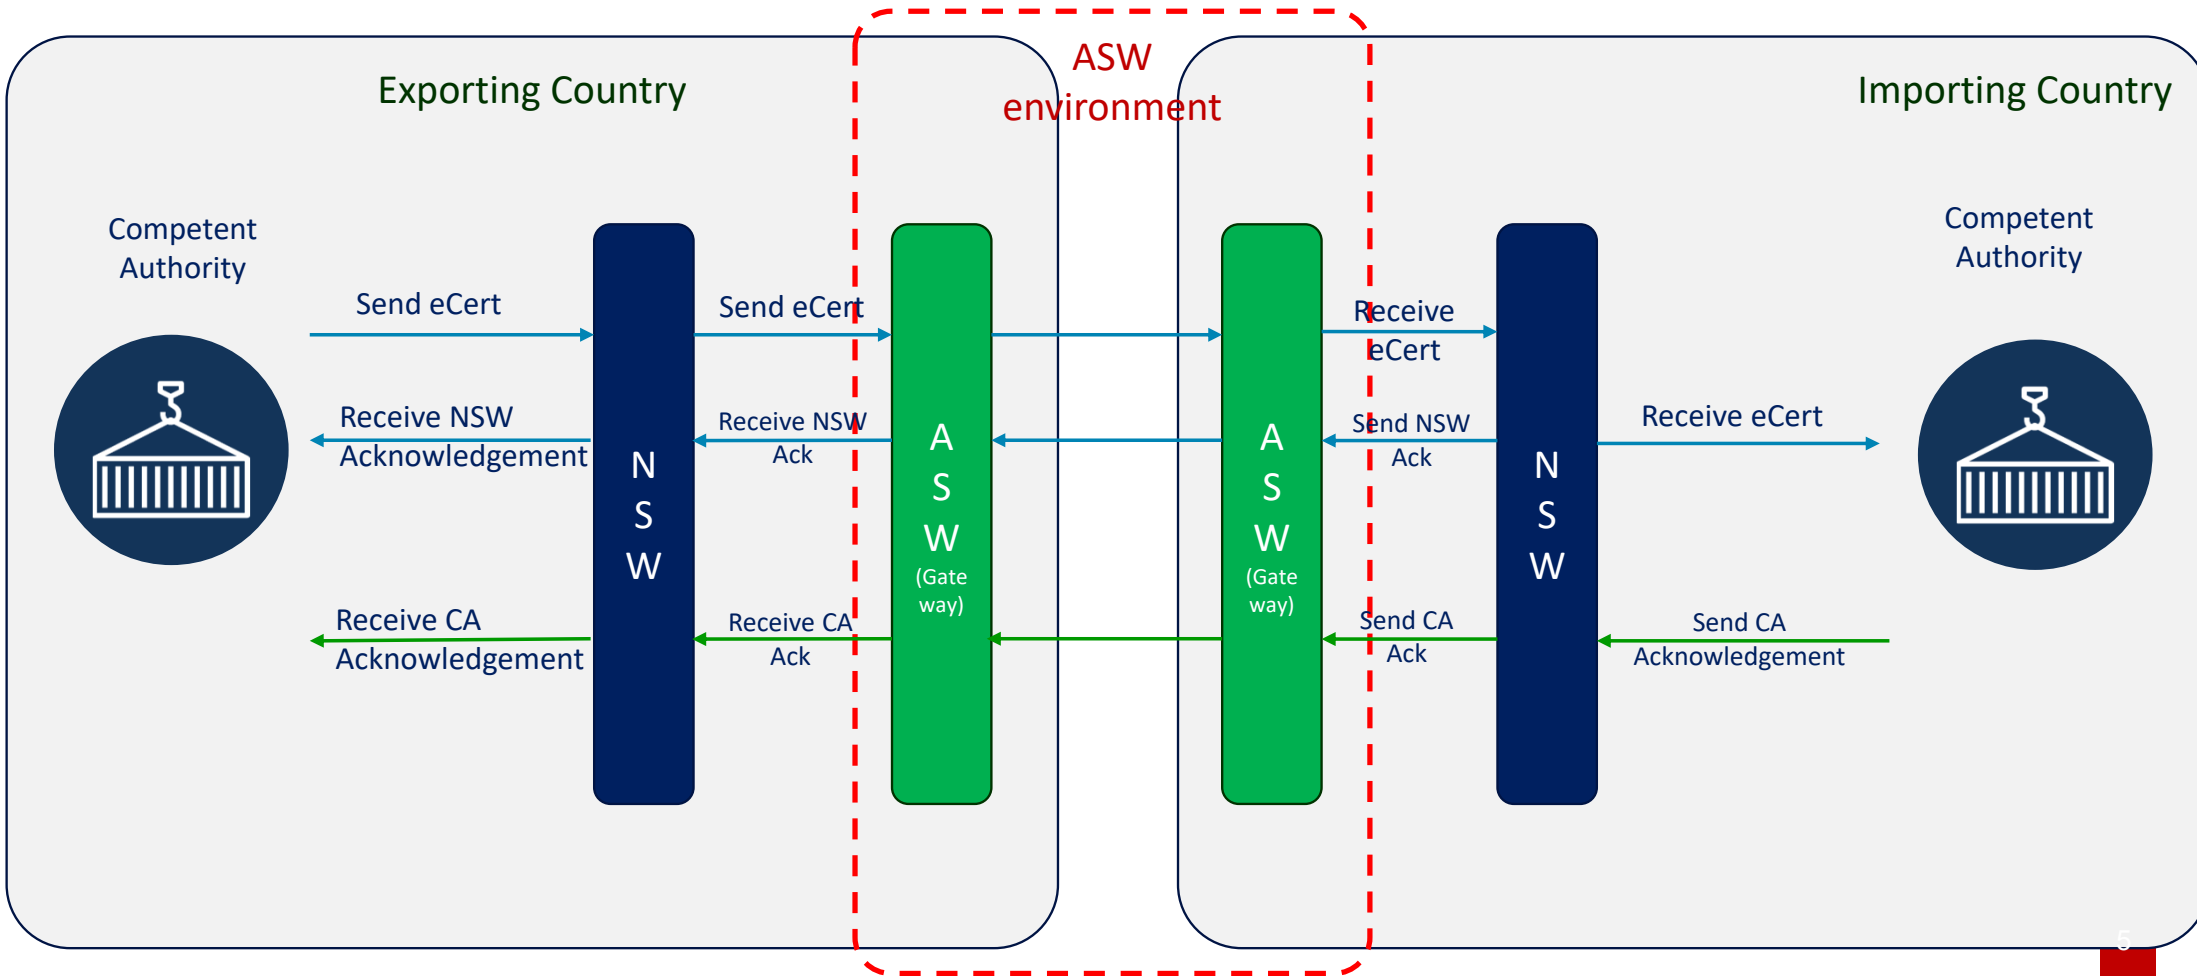 ASW
environment
Exporting Country
Importing Country
Competent
Authority
Competent
Authority
Send eCert
Send eCert
Receive
eCert
Receive NSW
Acknowledgement
Receive NSW
Ack
Send NSW
Ack
Receive eCert
N
S
W
A
S
W
(Gate
way)
A
S
W
(Gate
way)
N
S
W
Receive CA
Acknowledgement
Receive CA
Ack
Send CA
Ack
Send CA
Acknowledgement
5